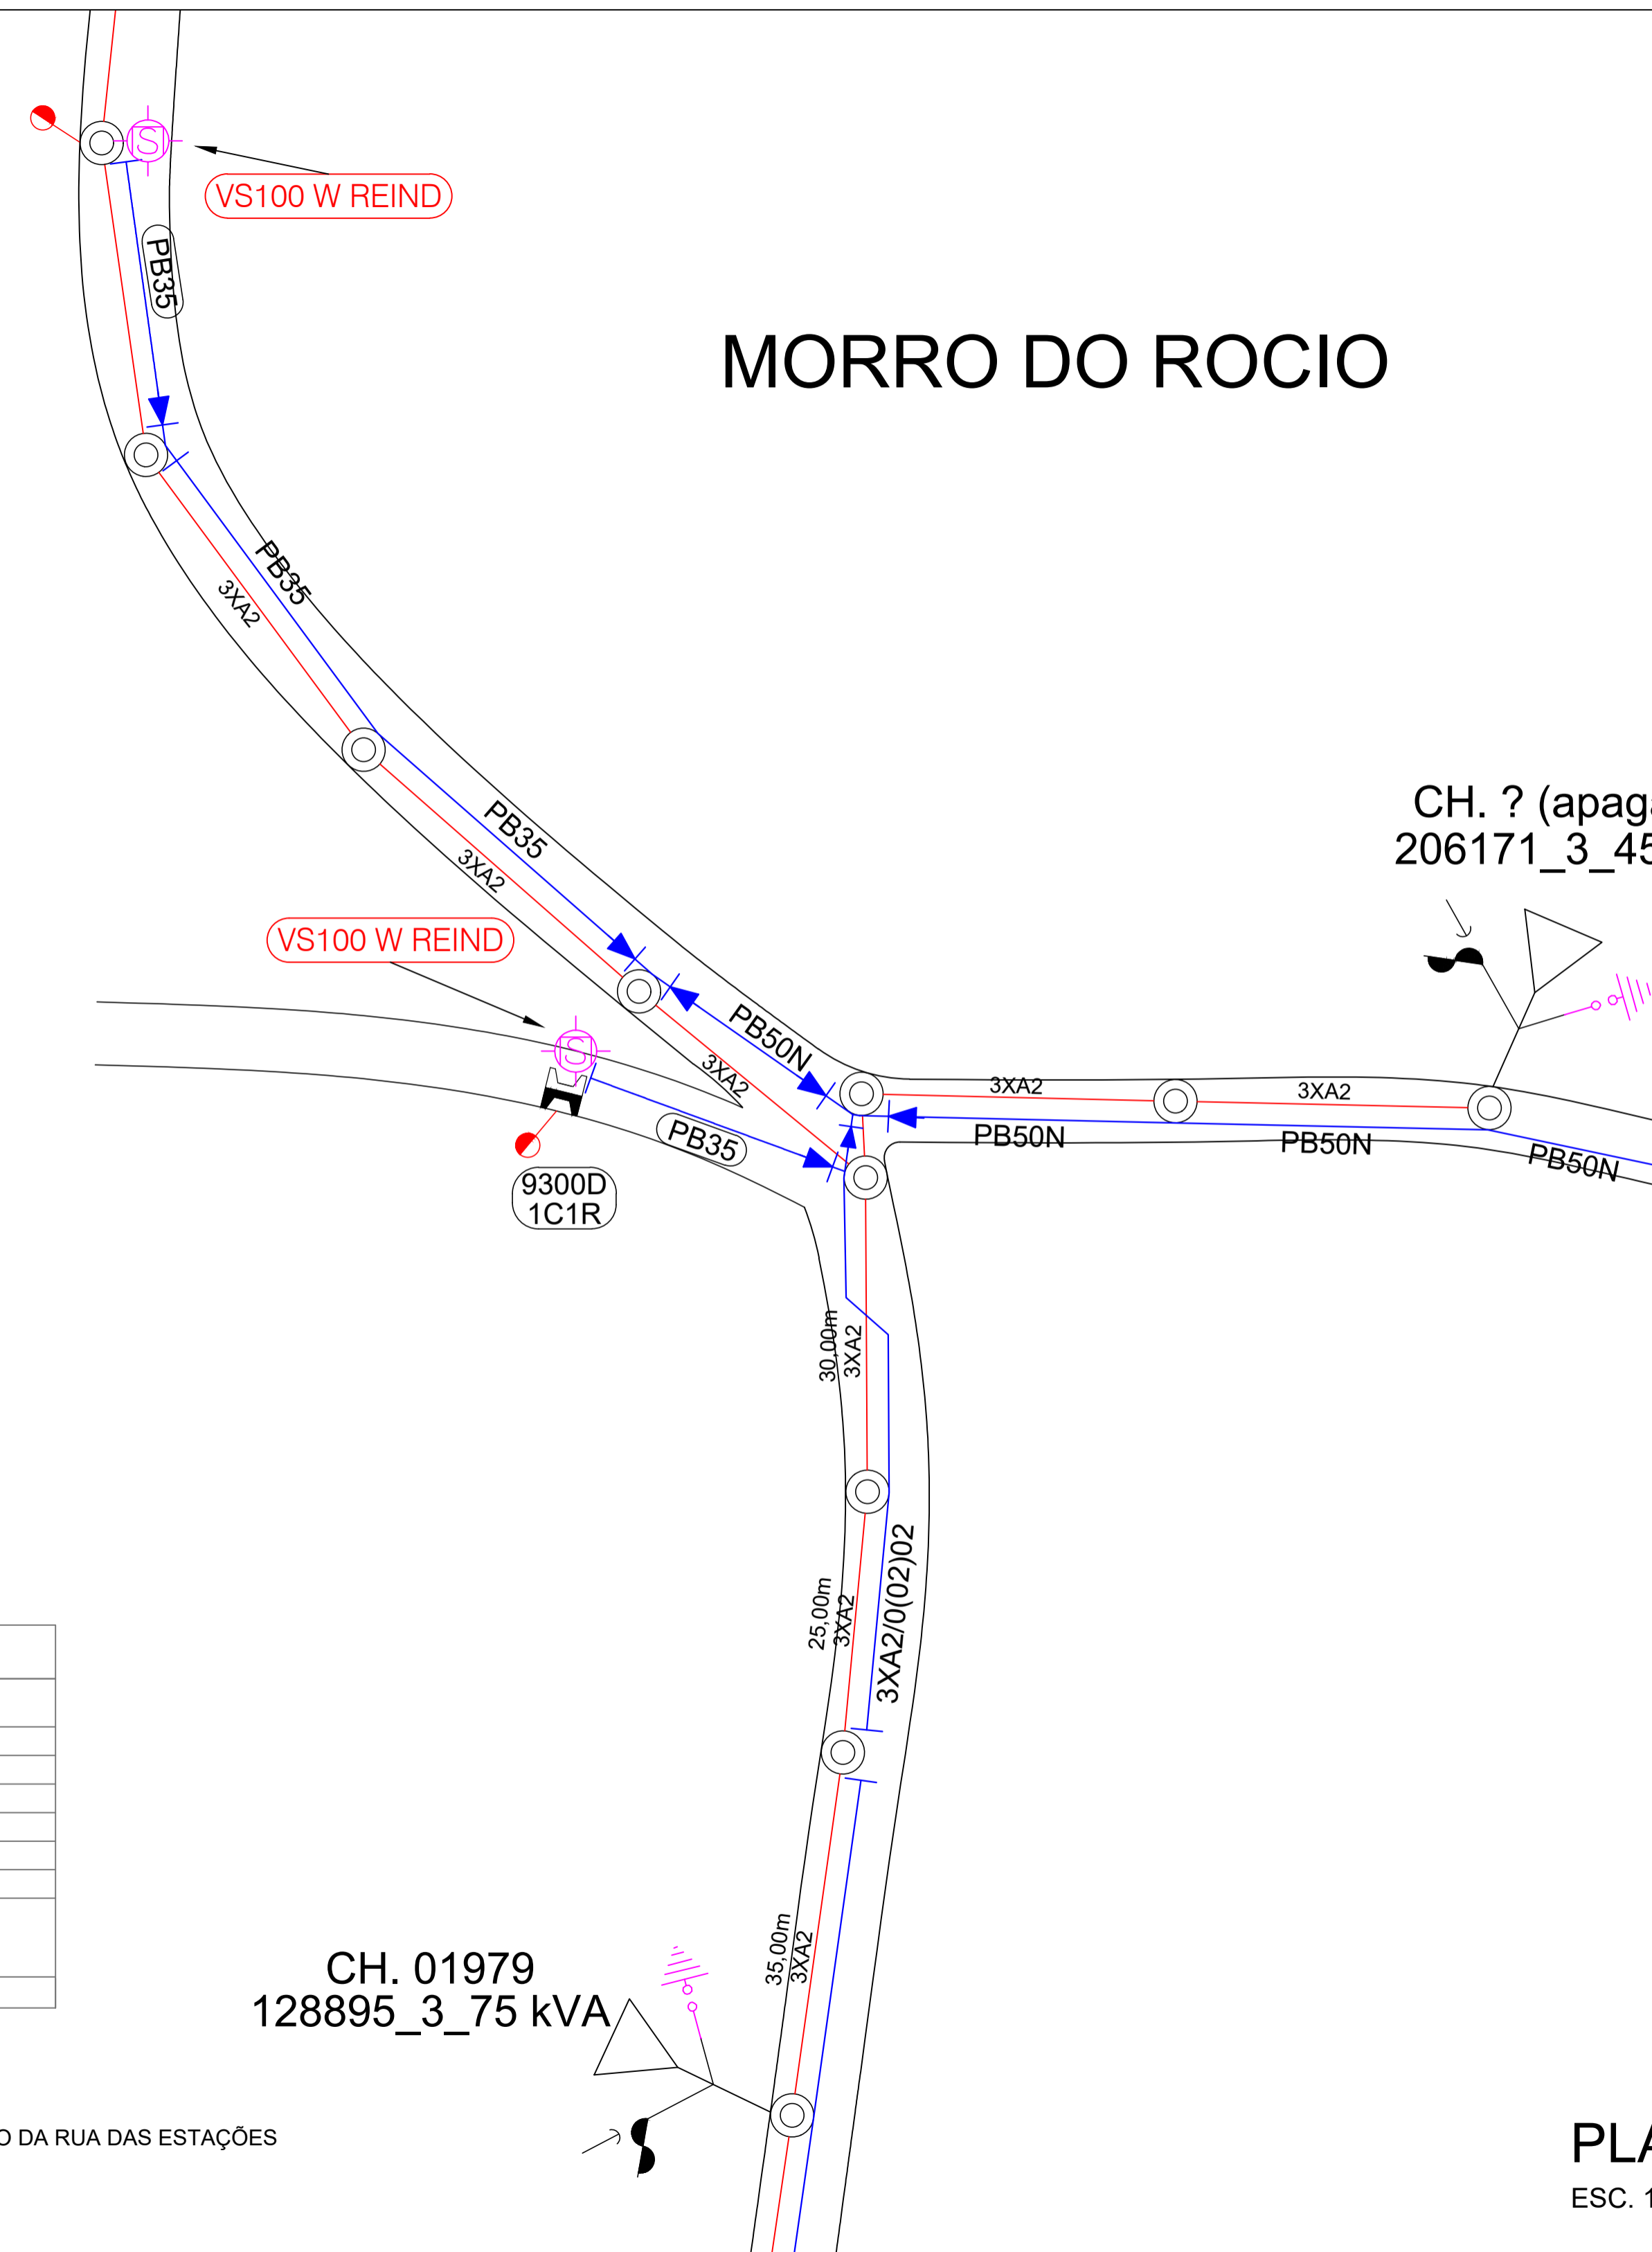 VS100 W REIND
PB35
MORRO DO ROCIO
PB35
3XA2
CH. ? (apag
206171_3_45
PB35
3XA2
VS100 W REIND
PB50N
3XA2
3XA2
3XA2
PB35
PB50N
PB50N
PB50N
9300D
1C1R
30,00m
3XA2
3XA2/0(02)02
25,00m
3XA2
35,00m
3XA2
CH. 01979
128895_3_75 kVA
O DA RUA DAS ESTAÇÕES
PLA
ESC. 1